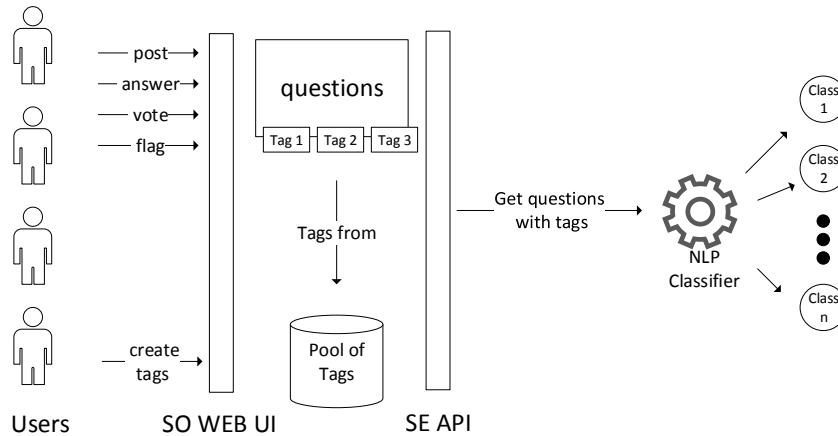 post
answer
vote
flag
create
tags
questions
Tag 1
Tag 2
Tag 3
Tags from
Pool of
Tags
Get questions
with tags
NLP
Classifier
Class
1
Class
2
Class
n
Users
SO WEB UI
SE API